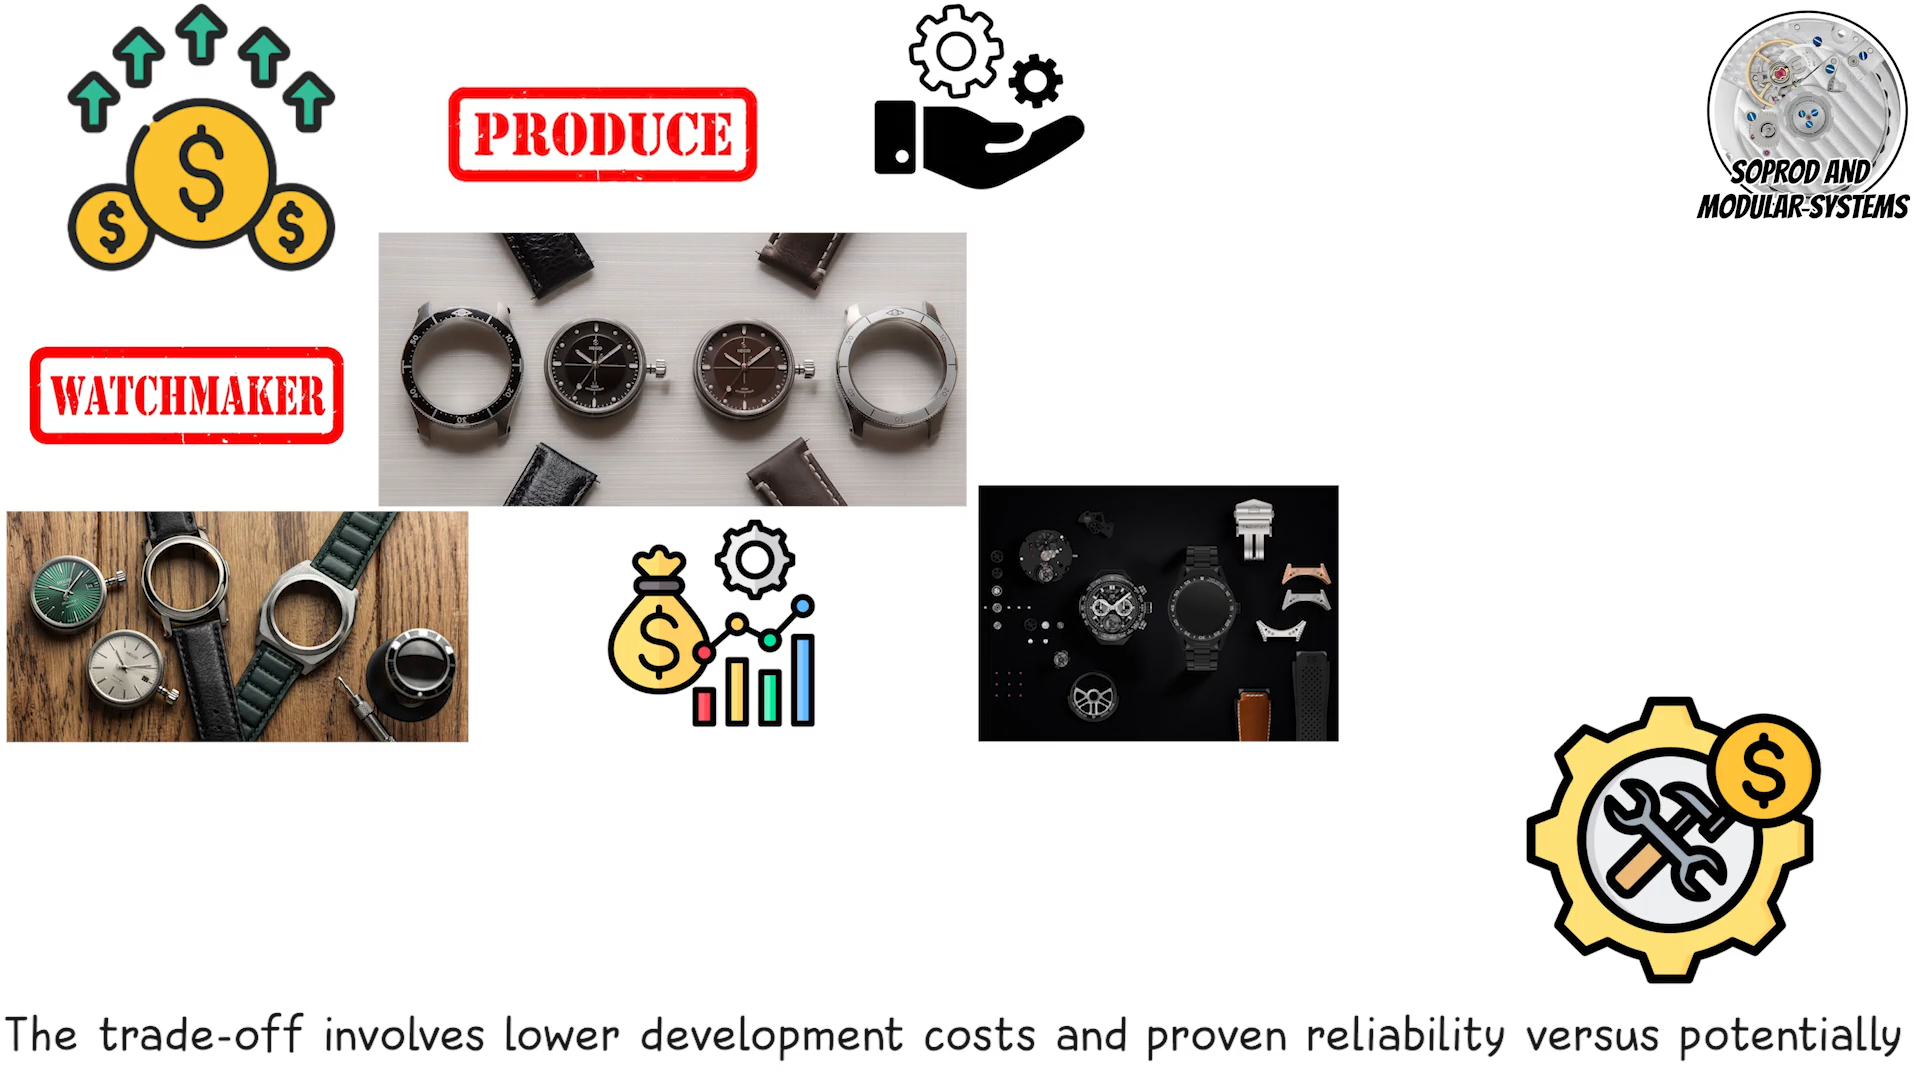 PRODUCE
SOPROD AND
MODULAR SYSTEMS
WATCHMAKER
The trade-off involves lower development costs and proven reliability versus potentially